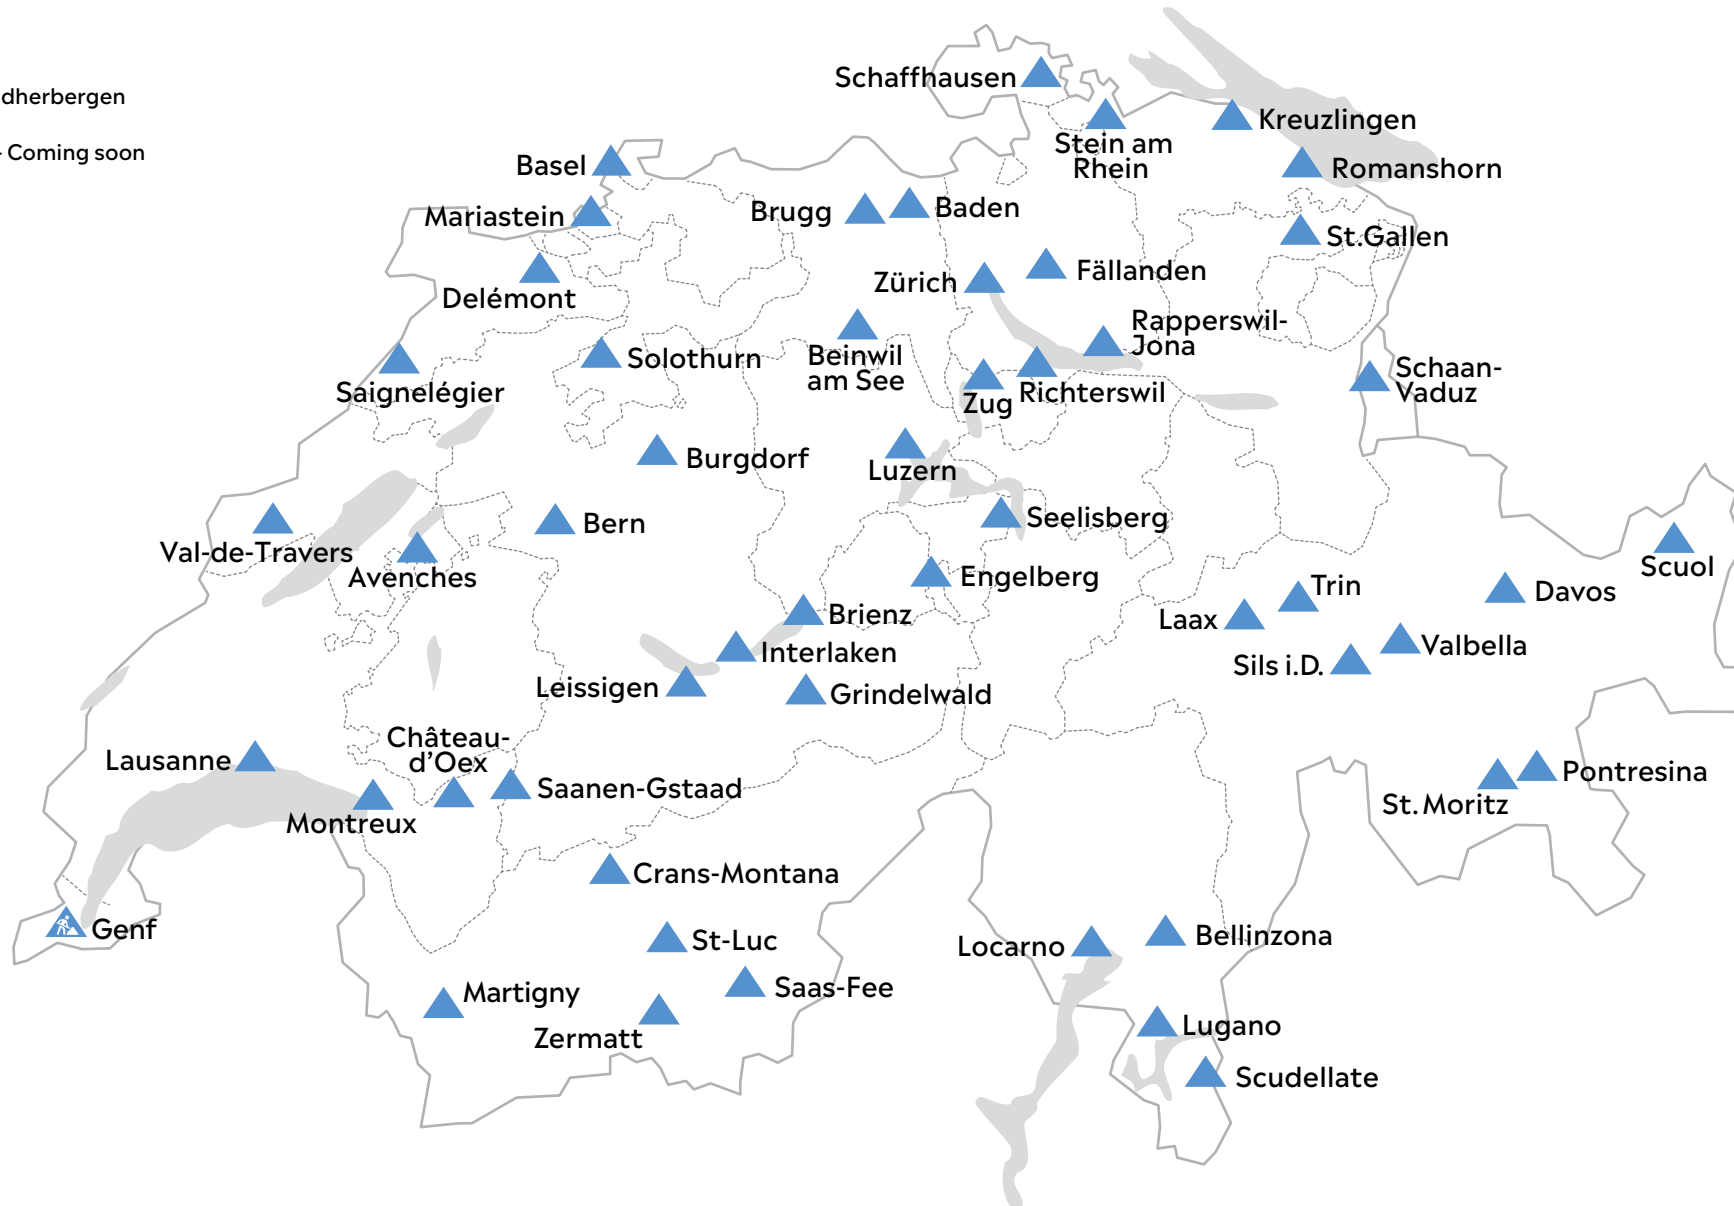 dherbergen
- Coming soon
Schaffhausen
Kreuzlingen
Stein am
Rhein
Romanshorn
Basel
Mariastein
Brugg
Baden
St.Gallen
Delémont
Zürich
Fällanden
Rapperswil-
Jona
Solothurn
Beinwil
am See
Schaan-
Vaduz
Saignelégier
Zug
Richterswil
Burgdorf
Luzern
Bern
Seelisberg
Val-de-Travers
Avenches
Engelberg
Scuol
Trin
Davos
Brienz
Laax
Interlaken
Valbella
Sils i.D.
Leissigen
Grindelwald
Château-
d'Oex
Lausanne
Saanen-Gstaad
Pontresina
St. Moritz
Montreux
Crans-Montana
Genf
St-Luc
Locarno
Bellinzona
Martigny
Saas-Fee
Zermatt
Lugano
Scudellate